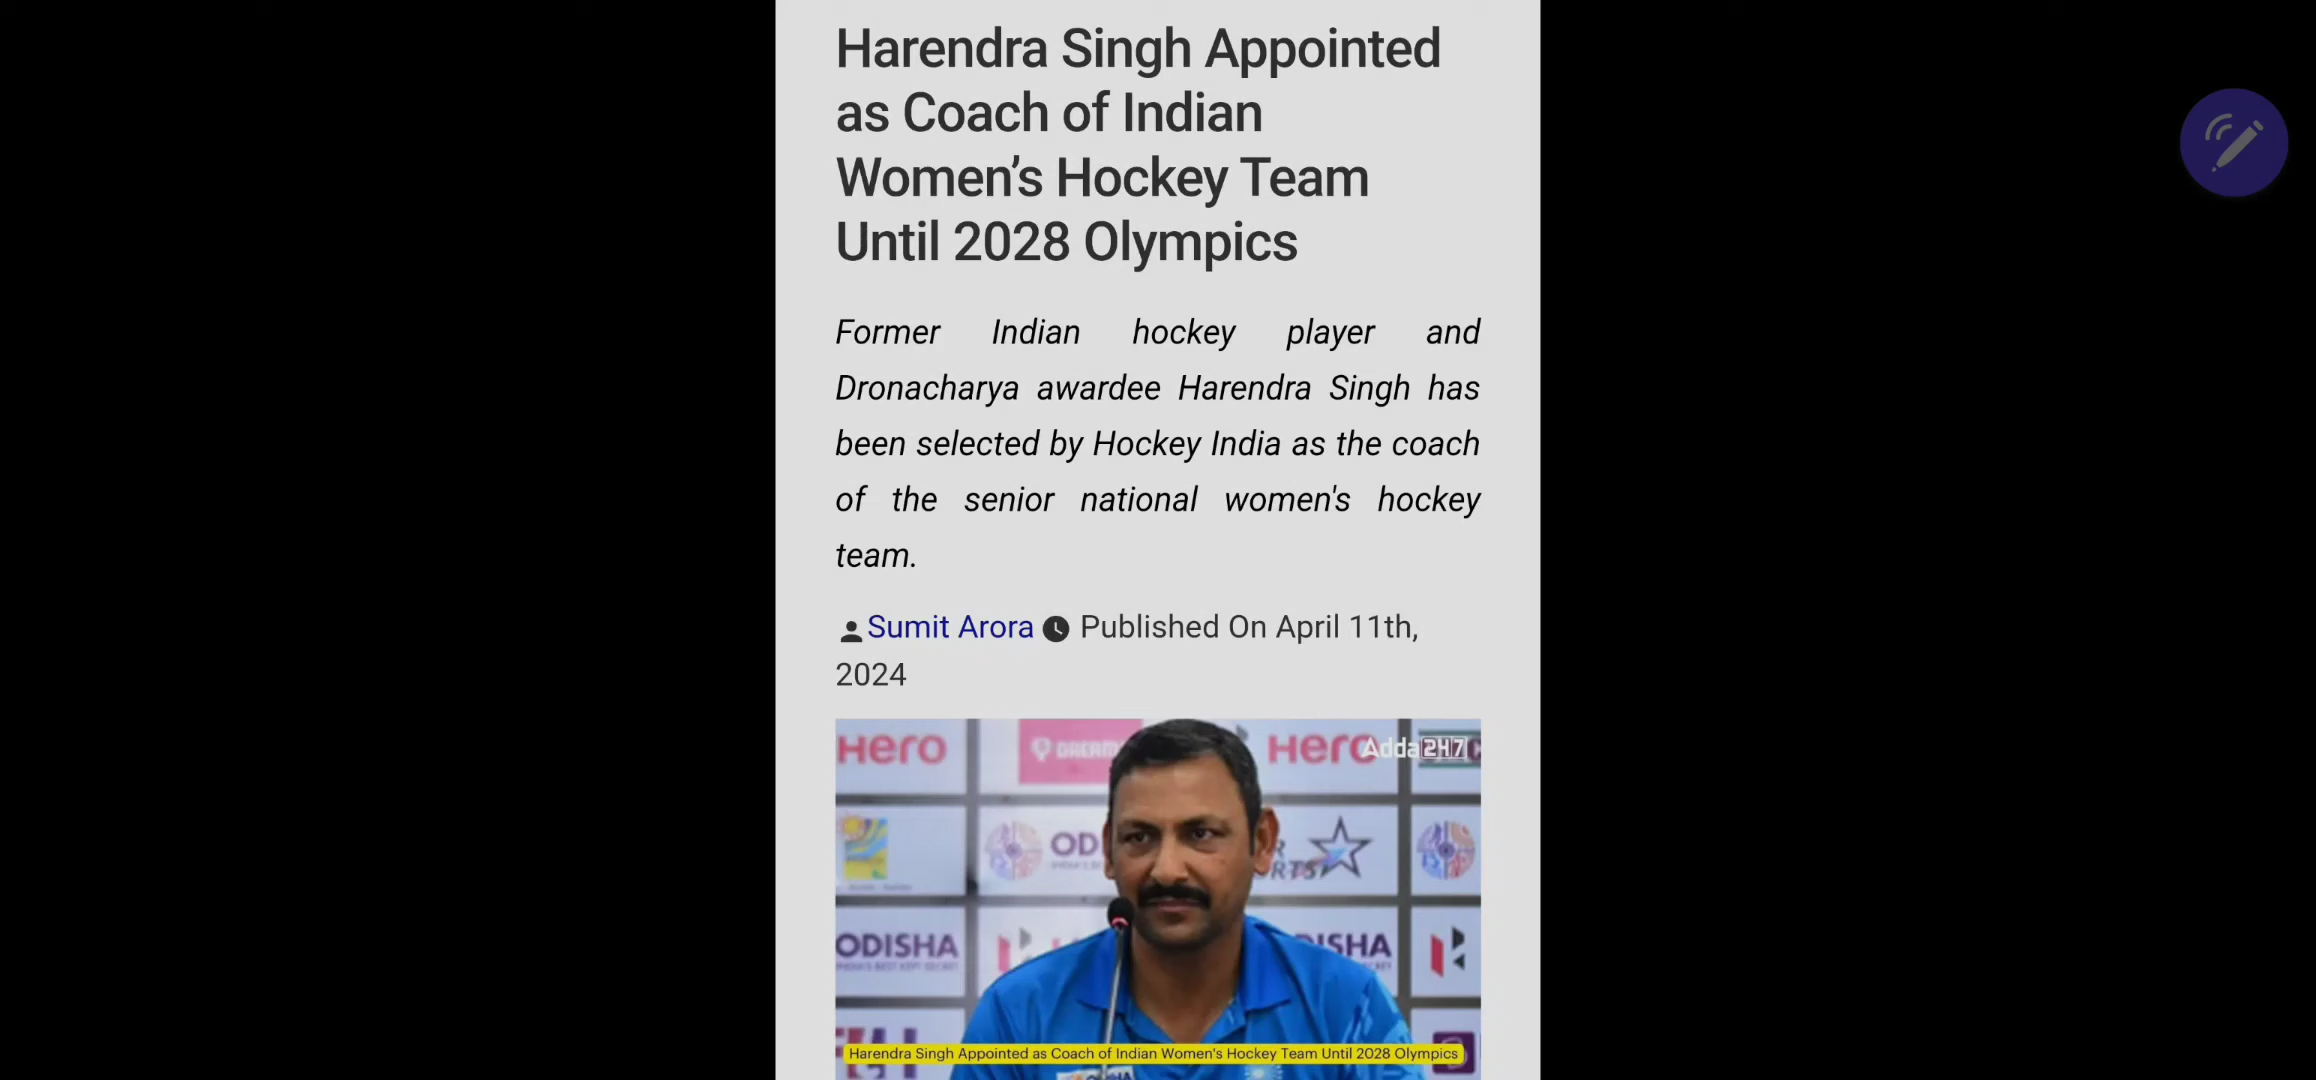 Harendra Singh Appointed
as Coach of Indian
Women’s Hockey Team
Until 2028 Olympics
Former Indian hockey player and
Dronacharya awardee Harendra Singh has
been selected by Hockey India as the coach
of the senior national women's hockey
team.
Sumit Arora Published On April 11th,
2024
Hero DREAM Hero Adda247
ODISHA ISHA
Harendra Singh Appointed as Coach of Indian Women's Hockey Team Until 2028 Olympics